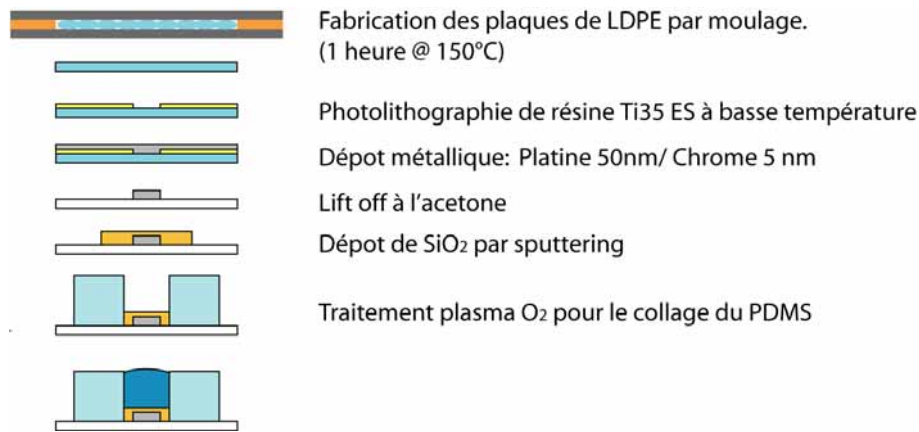 Fabrication des plaques de LDPE par moulage.
(1 heure @ 150°C)
Photolithographie de résine Ti35 ES à basse température
Dépot métallique: Platine 50nm/ Chrome 5 nm
Lift off à l'acetone
Dépot de SiO2 par sputtering
Traitement plasma O2 pour le collage du PDMS